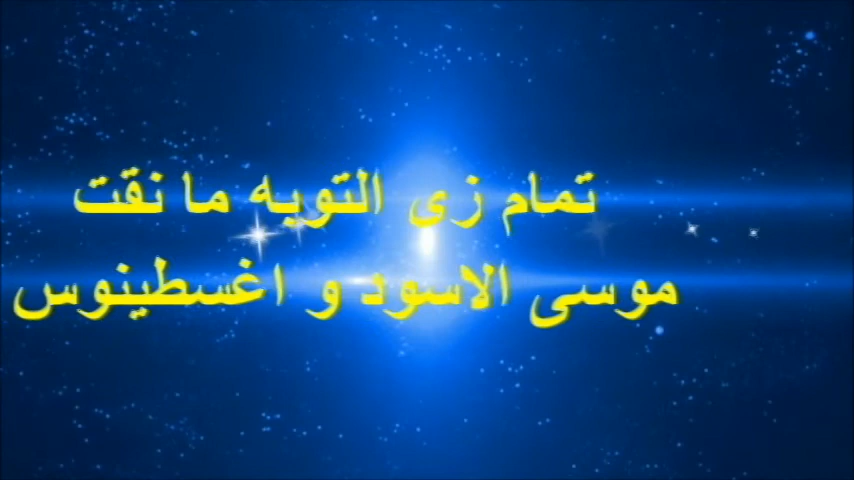 تمام زى التوبه ما نقت
موسى الاسود و اغسطينوس